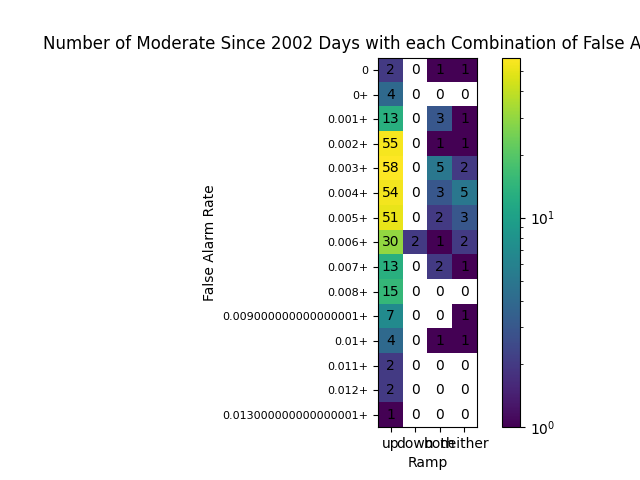 Number of Moderate Since 2002 Days with each Combination of False A
0 2 0 1 1
0+ 4 0 0 0
0.001+ 13 0 3 1
0.002+ 55 0 1 1
0.003+ 58 0 5 2
0.004+ 54 0 3 5
0.005+ 51 0 2 3
0.006+ 30 2 1 2
0.007+ 13 0 2 1
0.008+ 15 0 0 0
0.009000000000000001+ 7 0 0 1
0.01+ 4 0 1 1
0.011+ 2 0 0 0
0.012+ 2 0 0 0
0.013000000000000001+ 1 0 0 0
False Alarm Rate
up down both neither
Ramp
10^1
10^0